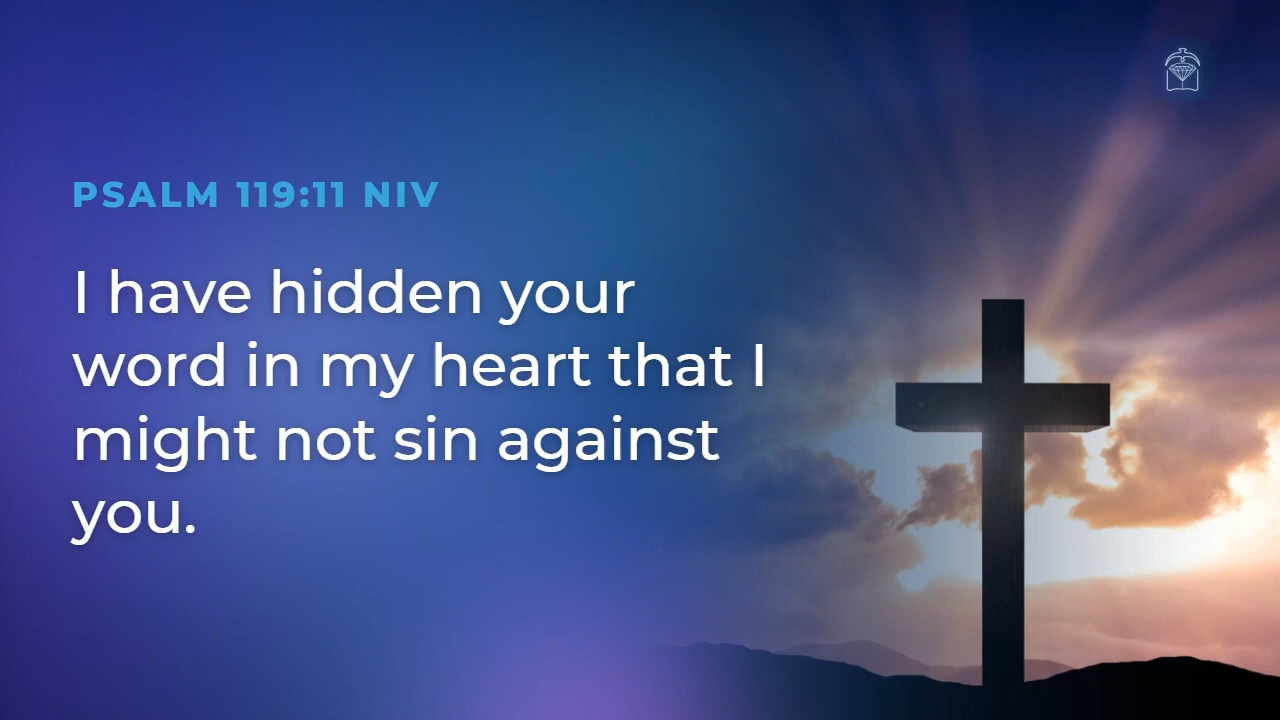 PSALM 119:11 NIV
I have hidden your
word in my heart that I
might not sin against
you.